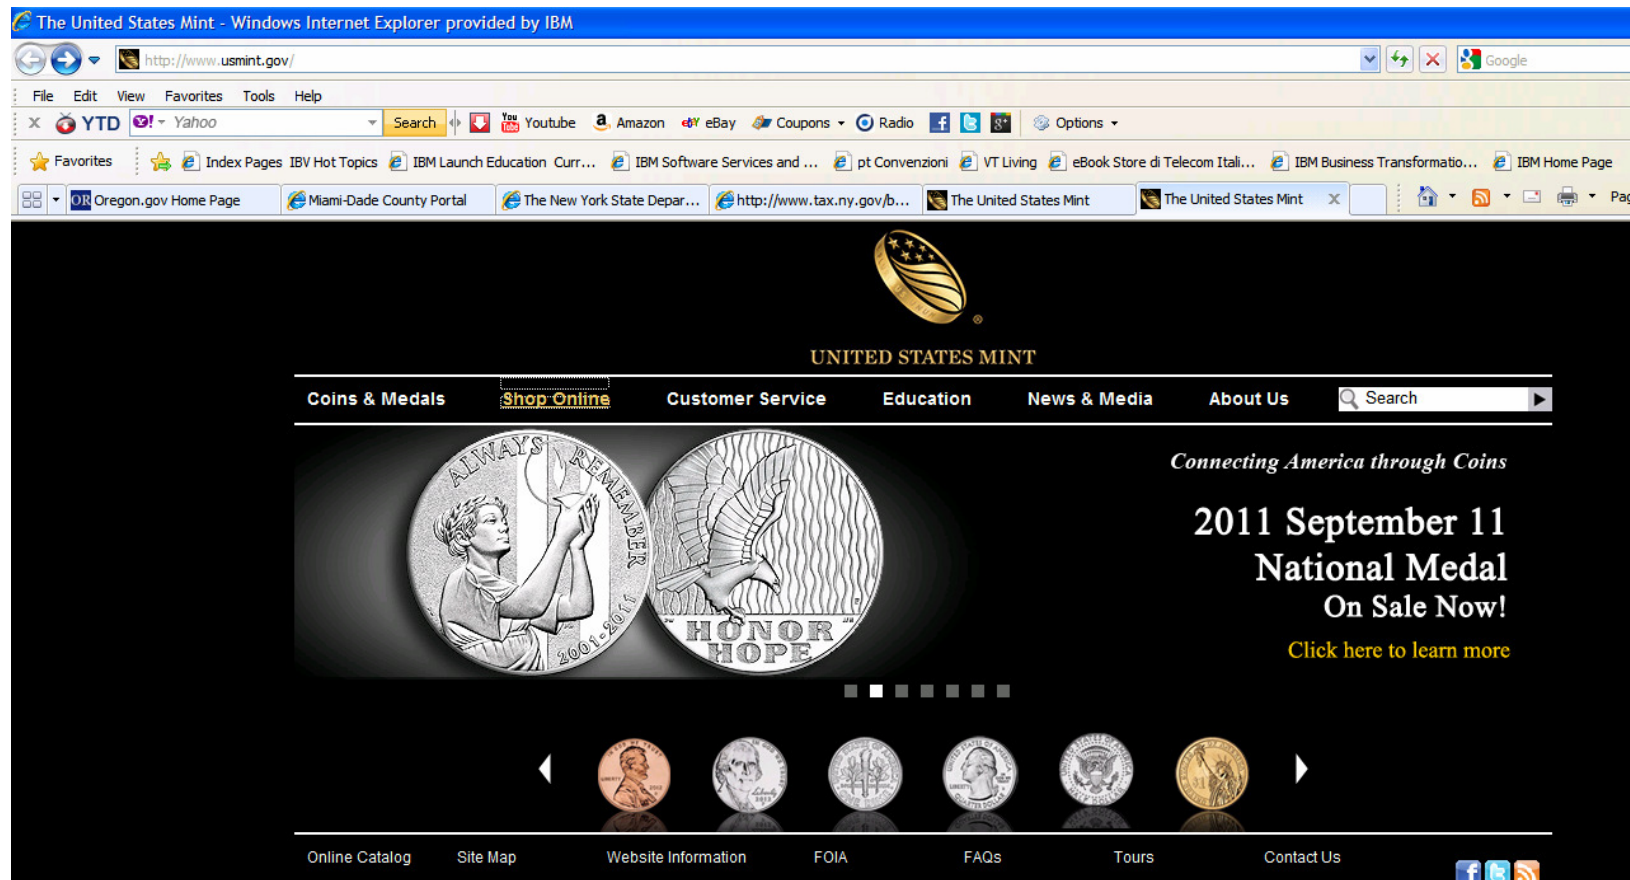 The United States Mint - Windows Internet Explorer provided by IBM
http://www.usmint.gov/
Google
File Edit View Favorites Tools Help
X YTD Y! - Yahoo Search You Tube Youtube a Amazon ebY eBay Coupons Radio f g+ Options
Favorites Index Pages IBV Hot Topics IBM Launch Education Curr... IBM Software Services and ... pt Convenzioni VT Living eBook Store di Telecom Itali... IBM Business Transformatio... IBM Home Page
OR Oregon.gov Home Page Miami-Dade County Portal The New York State Depar... http://www.tax.ny.gov/b... The United States Mint The United States Mint X Pag
UNITED STATES MINT
Coins & Medals Shop Online Customer Service Education News & Media About Us Search
ALWAYS REMEMBER
2001-2011
HONOR
HOPE
Connecting America through Coins
2011 September 11
National Medal
On Sale Now!
Click here to learn more
Online Catalog Site Map Website Information FOIA FAQs Tours Contact Us